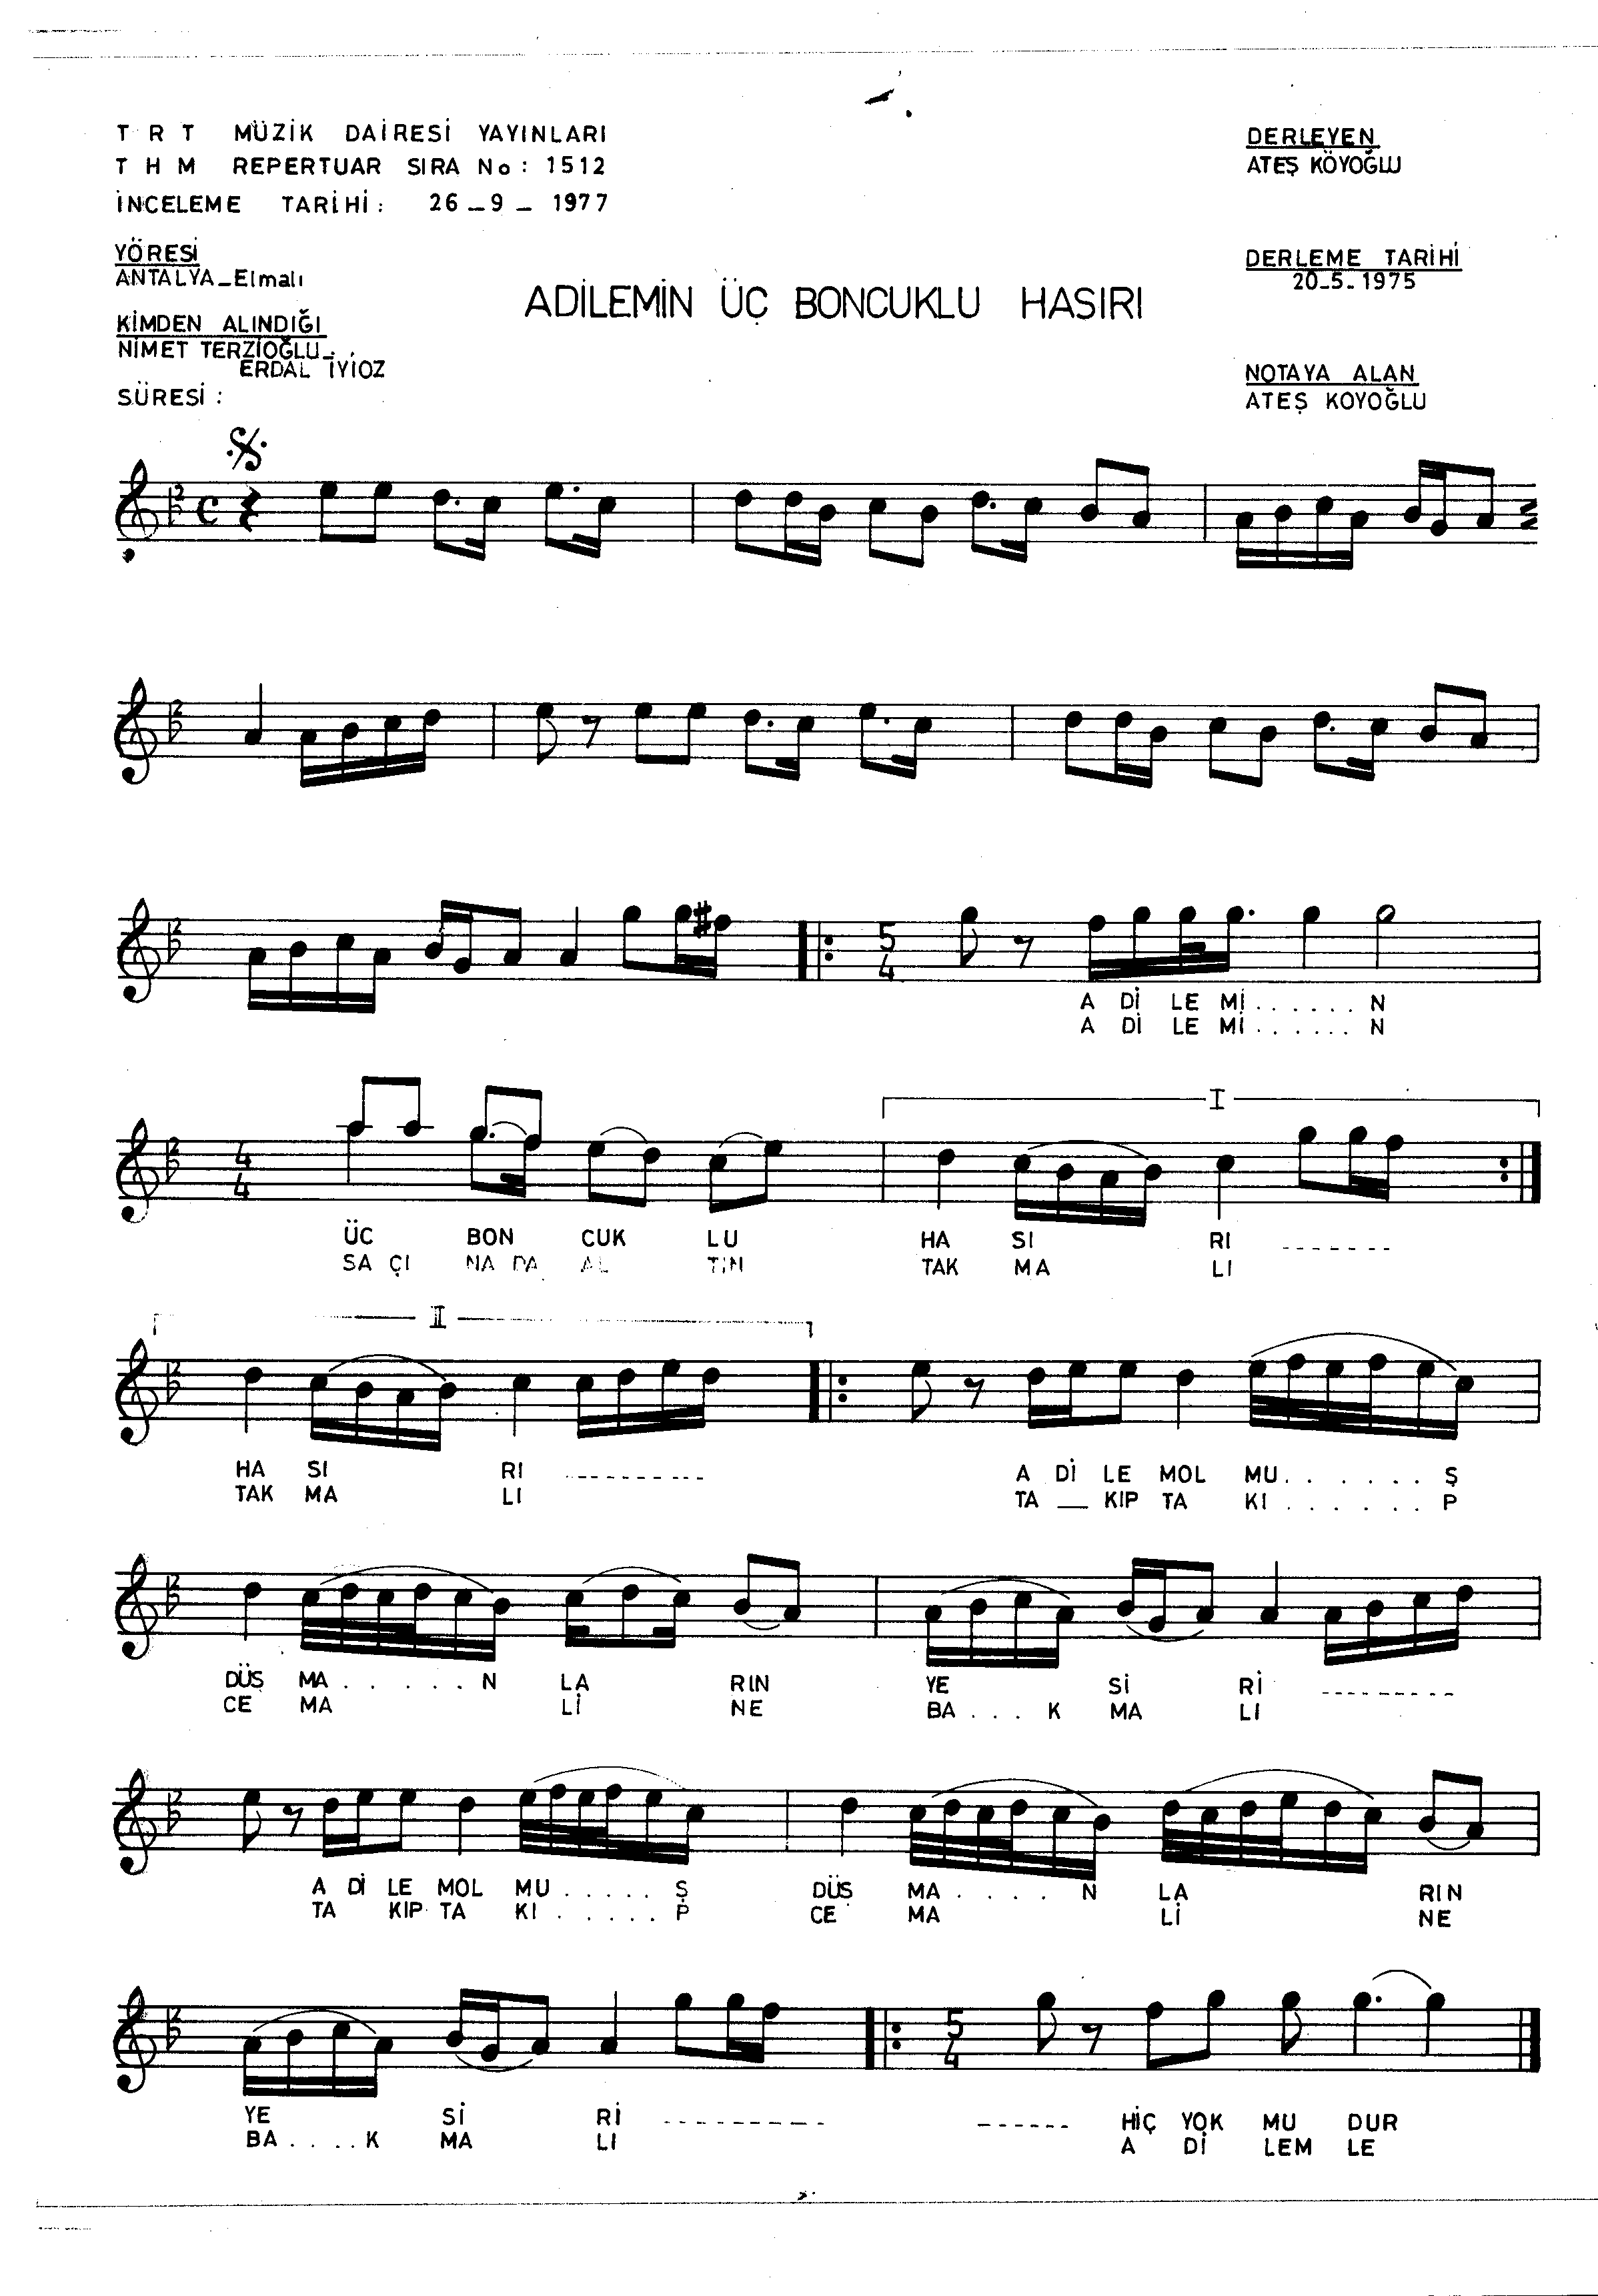 TRT MÜZİK DAİRESİ YAYINLARI
THM REPERTUAR SIRA No: 1512
İNCELEME TARİHİ: 26_9_1977
DERLEYEN
ATEŞ KÖYOĞLU
YÖRESİ
ANTALYA_Elmalı
DERLEME TARİHİ
20_5_1975
ADİLEMİN ÜÇ BONCUKLU HASIRI
KİMDEN ALINDIĞI
NİMET TERZİOĞLU_
ERDAL İYİOZ
NOTAYA ALAN
ATEŞ KOYOĞLU
SÜRESİ :
C
5
4
A Dİ LE Mİ . . . . . . N
A Dİ LE Mİ . . . . . . N
4
4
I
ÜC BON CUK LU HA SI RI -------
SA ÇI NA DA AL TIN TAK MA LI
II
HA SI RI ---------- A Dİ LE MOL MU . . . . . . Ş
TAK MA LI TA _ KIP TA KI . . . . . . P
DÜŞ MA . . . . . N LA RIN YE Sİ Rİ ---------
CE MA Lİ NE BA . . . K MA LI
A Dİ LE MOL MU . . . . . Ş DÜS MA . . . . N LA RIN
TA KIP TA KI . . . . . P CE MA Lİ NE
5
4
YE Sİ Rİ ---------- ------ HİÇ YOK MU DUR
BA . . . . K MA LI A Dİ LEM LE